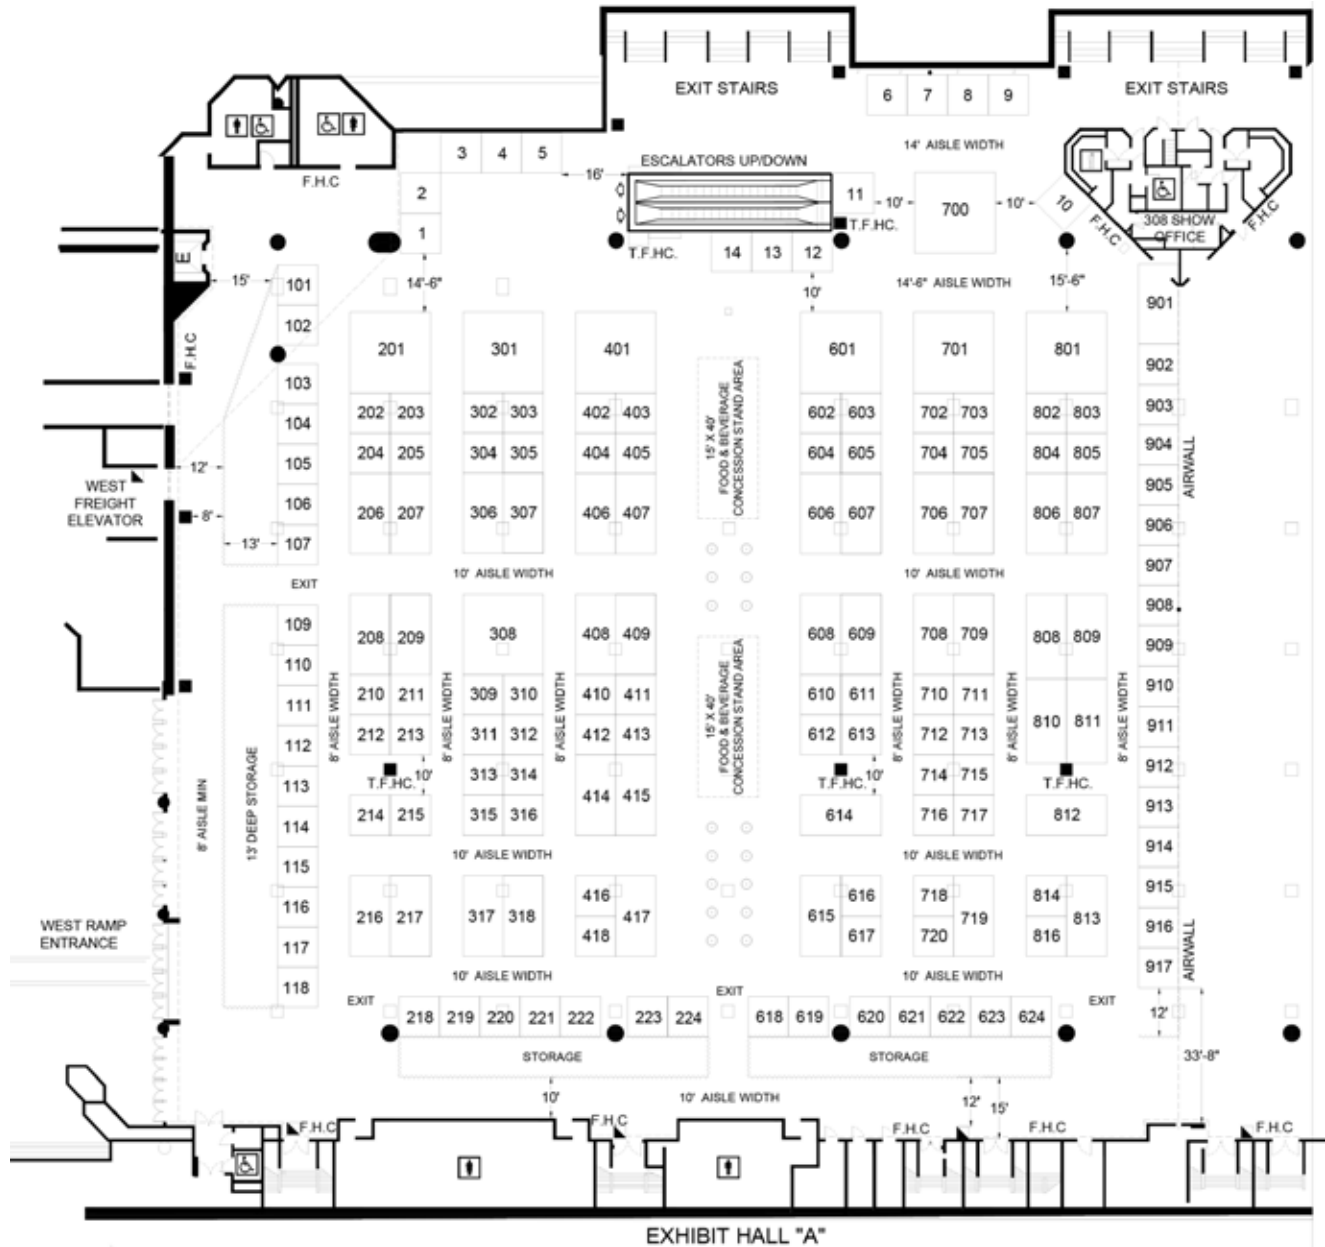 EXIT STAIRS
EXIT STAIRS
6 7 8 9
14' AISLE WIDTH
3 4 5
ESCALATORS UP/DOWN
F.H.C
16'
2
11
10'
700
10'
10
308 SHOW
OFFICE
F.H.C
F.H.C
1
T.F.HC.
T.F.HC.
14 13 12
E
15'
101
14'-6"
10'
14'-6" AISLE WIDTH
15'-6"
901
102
F.H.C
201
301
401
601
701
801
902
103
202 203
302 303
402 403
15' X 40'
FOOD & BEVERAGE
CONCESSION STAND AREA
602 603
702 703
802 803
903
104
204 205
304 305
404 405
604 605
704 705
804 805
904
AIRWALL
12'
105
905
WEST
FREIGHT
ELEVATOR
8'
106
206 207
306 307
406 407
606 607
706 707
806 807
906
13'
107
907
EXIT
10' AISLE WIDTH
10' AISLE WIDTH
908
109
208 209
308
408 409
608 609
708 709
808 809
909
110
910
8' AISLE WIDTH
8' AISLE WIDTH
8' AISLE WIDTH
15' X 40'
FOOD & BEVERAGE
CONCESSION STAND AREA
8' AISLE WIDTH
8' AISLE WIDTH
8' AISLE WIDTH
111
210 211
309 310
410 411
610 611
710 711
810 811
911
112
212 213
311 312
412 413
612 613
712 713
912
T.F.HC.
10'
T.F.HC.
10'
T.F.HC.
113
313 314
414 415
714 715
913
8' AISLE MIN
13' DEEP STORAGE
114
214 215
315 316
614
716 717
812
914
115
10' AISLE WIDTH
10' AISLE WIDTH
915
116
216 217
317 318
416
417
418
615
616
617
718
719
720
814
813
816
916
WEST RAMP
ENTRANCE
117
917
AIRWALL
118
10' AISLE WIDTH
10' AISLE WIDTH
EXIT
EXIT
EXIT
218 219 220 221 222
223 224
618 619
620 621 622 623 624
12'
STORAGE
STORAGE
33'-8"
10'
10' AISLE WIDTH
12'
15'
F.H.C
F.H.C
F.H.C
F.H.C
F.H.C
EXHIBIT HALL "A"